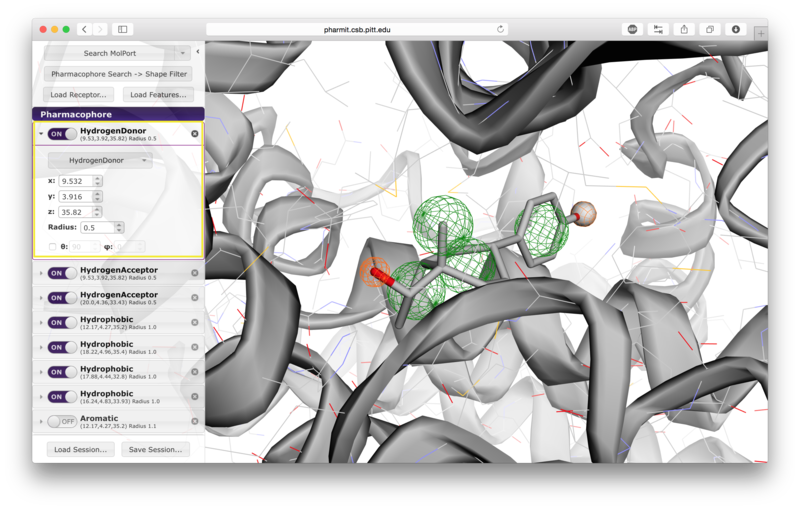 pharmit.csb.pitt.edu
Search MolPort
Pharmacophore Search -> Shape Filter
Load Receptor... Load Features...
Pharmacophore
ON HydrogenDonor
(9.53,3.92,35.82) Radius 0.5
HydrogenDonor
x: 9.532
y: 3.916
z: 35.82
Radius: 0.5
θ: 90 φ: 0
ON HydrogenAcceptor
(9.53,3.92,35.82) Radius 0.5
ON HydrogenAcceptor
(20.0,4.36,33.43) Radius 0.5
ON Hydrophobic
(12.17,4.27,35.2) Radius 1.0
ON Hydrophobic
(18.22,4.96,35.4) Radius 1.0
ON Hydrophobic
(17.88,4.44,32.8) Radius 1.0
ON Hydrophobic
(16.24,4.83,33.93) Radius 1.0
OFF Aromatic
(12.17,4.27,35.2) Radius 1.1
Load Session... Save Session...